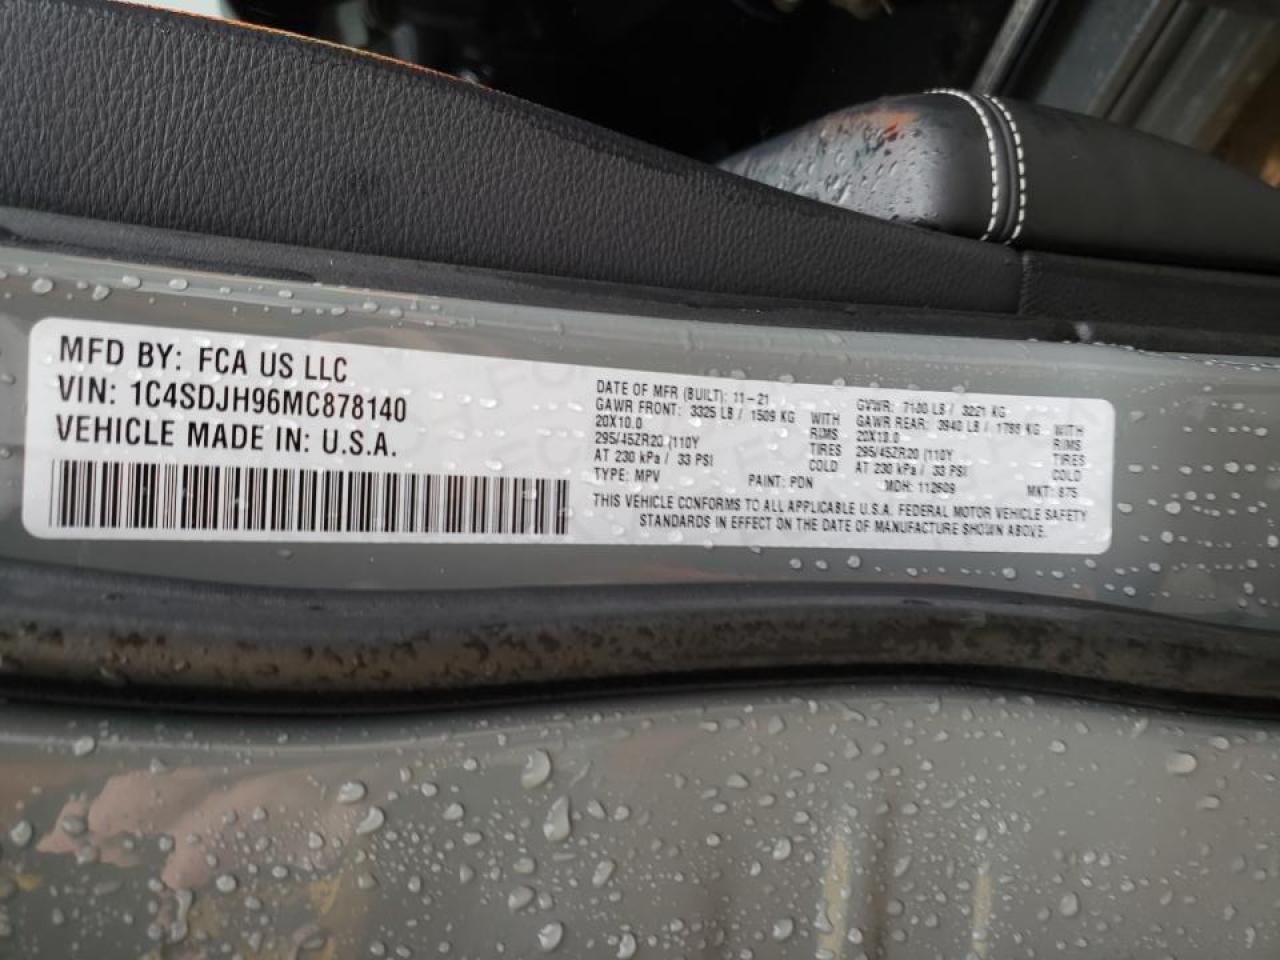 MFD BY: FCA US LLC
VIN: 1C4SDJH96MC878140
VEHICLE MADE IN: U.S.A.
DATE OF MFR (BUILT): 11-21
GAWR FRONT: 3325 LB / 1509 KG WITH
20X10.0 RIMS
295/45ZR20 (110Y TIRES
AT 230 kPa / 33 PSI COLD
TYPE: MPV PAINT: PDN
GVWR: 7100 LB / 3221 KG
GAWR REAR: 3940 LB / 1788 KG WITH
20X10.0 RIMS
295/45ZR20 (110Y TIRES
AT 230 kPa / 33 PSI COLD
MDH: 112609 MKT: 875
THIS VEHICLE CONFORMS TO ALL APPLICABLE U.S.A. FEDERAL MOTOR VEHICLE SAFETY
STANDARDS IN EFFECT ON THE DATE OF MANUFACTURE SHOWN ABOVE.